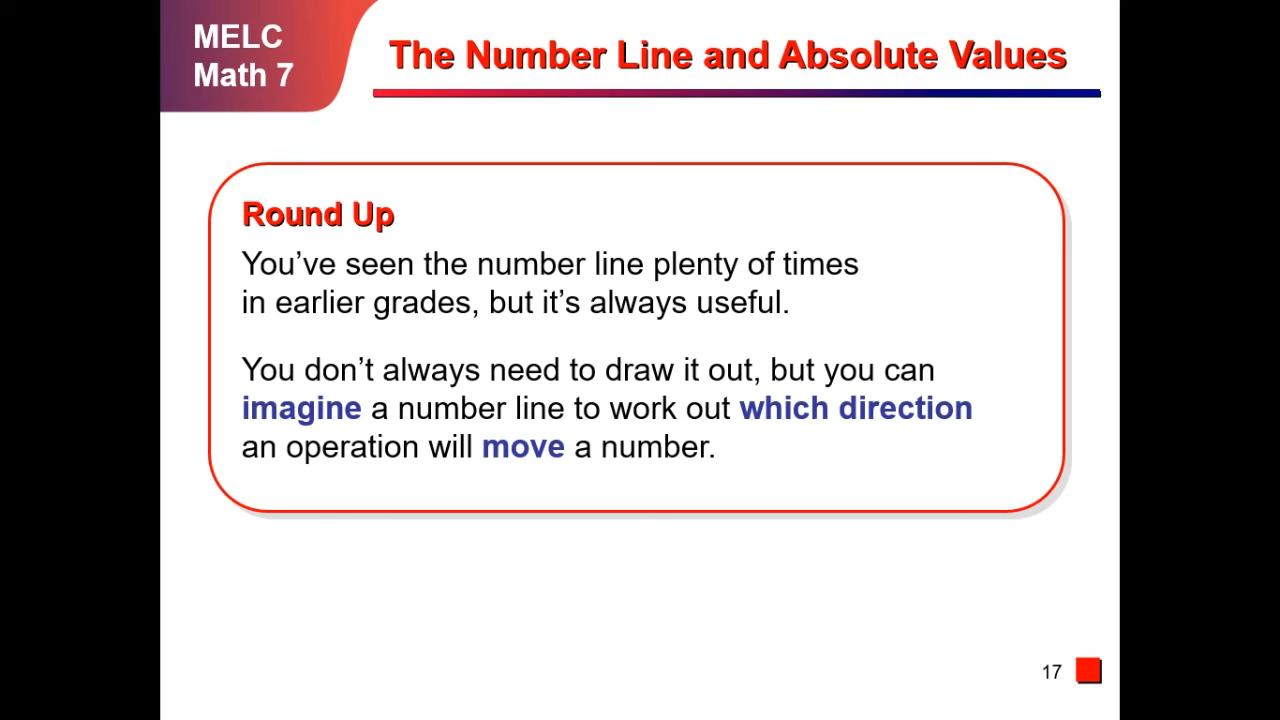 MELC
Math 7
The Number Line and Absolute Values
Round Up
You’ve seen the number line plenty of times
in earlier grades, but it’s always useful.
You don’t always need to draw it out, but you can
imagine a number line to work out which direction
an operation will move a number.
17